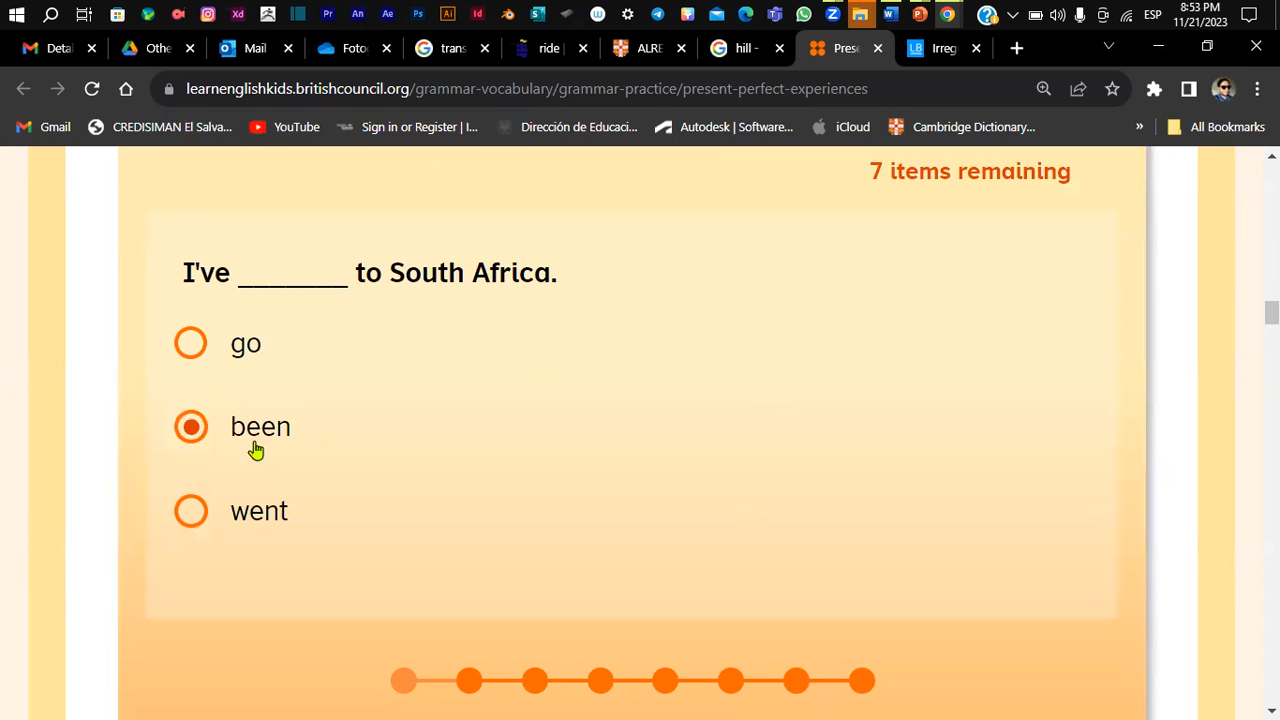 8:53 PM
ESP
11/21/2023
Detal
Othe
Mail
Foto
trans
ride |
ALRE
hill -
Prese
Irreg
learnenglishkids.britishcouncil.org/grammar-vocabulary/grammar-practice/present-perfect-experiences
Gmail
CREDISIMAN El Salva...
YouTube
Sign in or Register | I...
Dirección de Educaci...
Autodesk | Software...
iCloud
Cambridge Dictionary...
»
All Bookmarks
7 items remaining
I've _______ to South Africa.
go
been
went